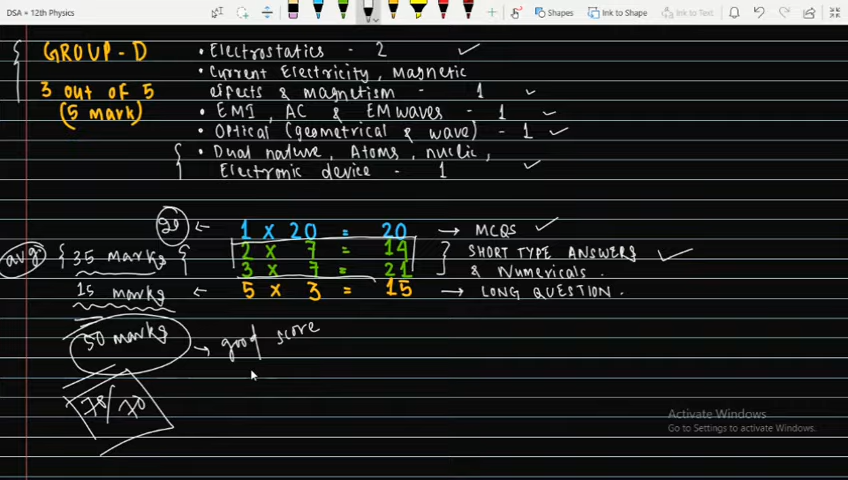 DSA » 12th Physics
Shapes
Ink to Shape
Ink to Text
GROUP - D
3 out of 5
(5 mark)
• Electrostatics - 2
• Current Electricity, Magnetic
effects & magnetism - 1
• EMI, AC & EM waves - 1
• Optical (geometrical & wave) - 1
• Dual nature, Atoms, nuclic,
Electronic device - 1
20 ← 1 × 20 = 20 → MCQS
avg { 35 marks { 2 × 7 = 14 } SHORT TYPE ANSWERS
3 × 7 = 21 & Numericals.
15 marks ← 5 × 3 = 15 → LONG QUESTION.
50 marks → good score
70/70
Activate Windows
Go to Settings to activate Windows.